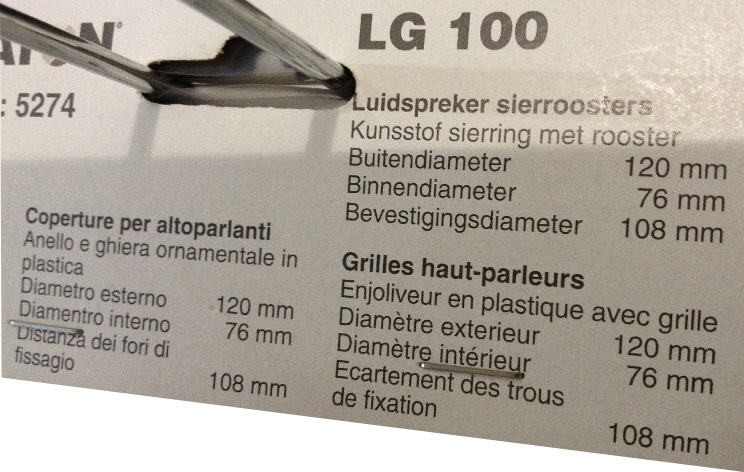 LG 100
: 5274
Luidspreker sierroosters
Kunsstof sierring met rooster
Buitendiameter 120 mm
Binnendiameter 76 mm
Bevestigingsdiameter 108 mm
Coperture per altoparlanti
Anello e ghiera ornamentale in
plastica
Diametro esterno 120 mm
Diamentro interno 76 mm
Distanza dei fori di
fissagio
108 mm
Grilles haut-parleurs
Enjoliveur en plastique avec grille
Diamètre exterieur 120 mm
Diamètre intérieur 76 mm
Ecartement des trous
de fixation
108 mm